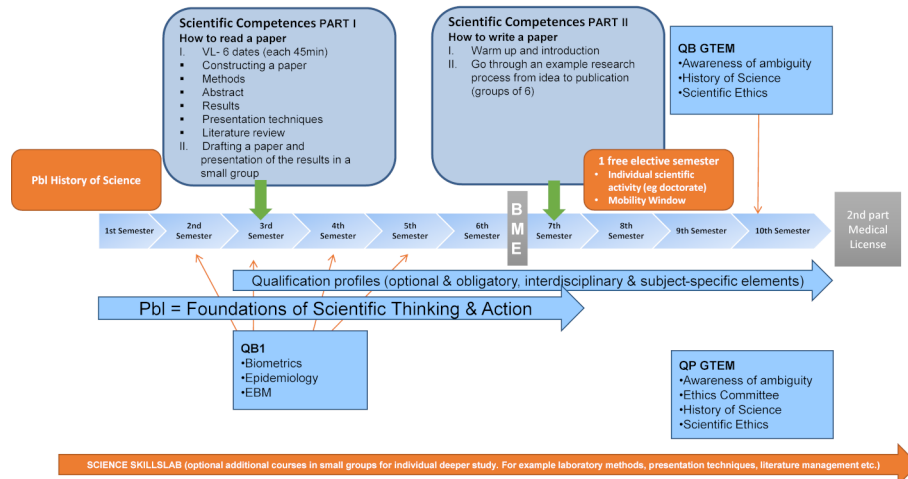 Scientific Competences PART I
How to read a paper
I. VL- 6 dates (each 45min)
▪ Constructing a paper
▪ Methods
▪ Abstract
▪ Results
▪ Presentation techniques
▪ Literature review
II. Drafting a paper and
presentation of the results in a
small group
Scientific Competences PART II
How to write a paper
I. Warm up and introduction
II. Go through an example research
process from idea to publication
(groups of 6)
QB GTEM
•Awareness of ambiguity
•History of Science
•Scientific Ethics
Pbl History of Science
1 free elective semester
• Individual scientific
activity (eg doctorate)
• Mobility Window
1st Semester
2nd
Semester
3rd
Semester
4th
Semester
5th
Semester
6th
Semester
BME
7th
Semester
8th
Semester
9th Semester
10th Semester
2nd part
Medical
License
Qualification profiles (optional & obligatory, interdisciplinary & subject-specific elements)
Pbl = Foundations of Scientific Thinking & Action
QB1
•Biometrics
•Epidemiology
•EBM
QP GTEM
•Awareness of ambiguity
•Ethics Committee
•History of Science
•Scientific Ethics
SCIENCE SKILLSLAB (optional additional courses in small groups for individual deeper study. For example laboratory methods, presentation techniques, literature management etc.)